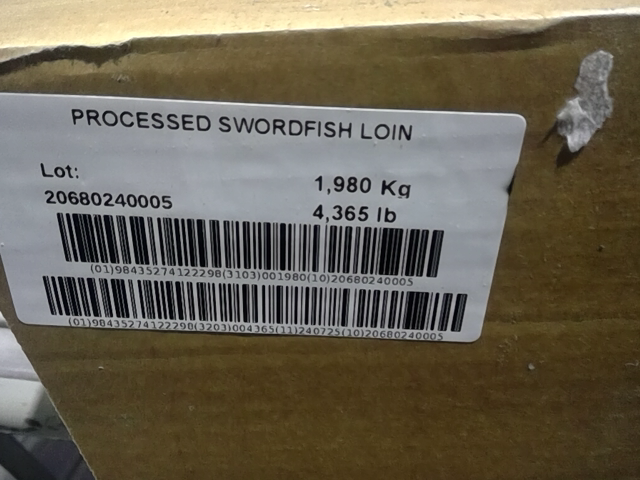 PROCESSED SWORDFISH LOIN
Lot:
1,980 Kg
20680240005
4,365 lb
(01)98435274122298(3103)001980(10)20680240005
(01)98435274122298(3203)004365(11)240725(10)20680240005